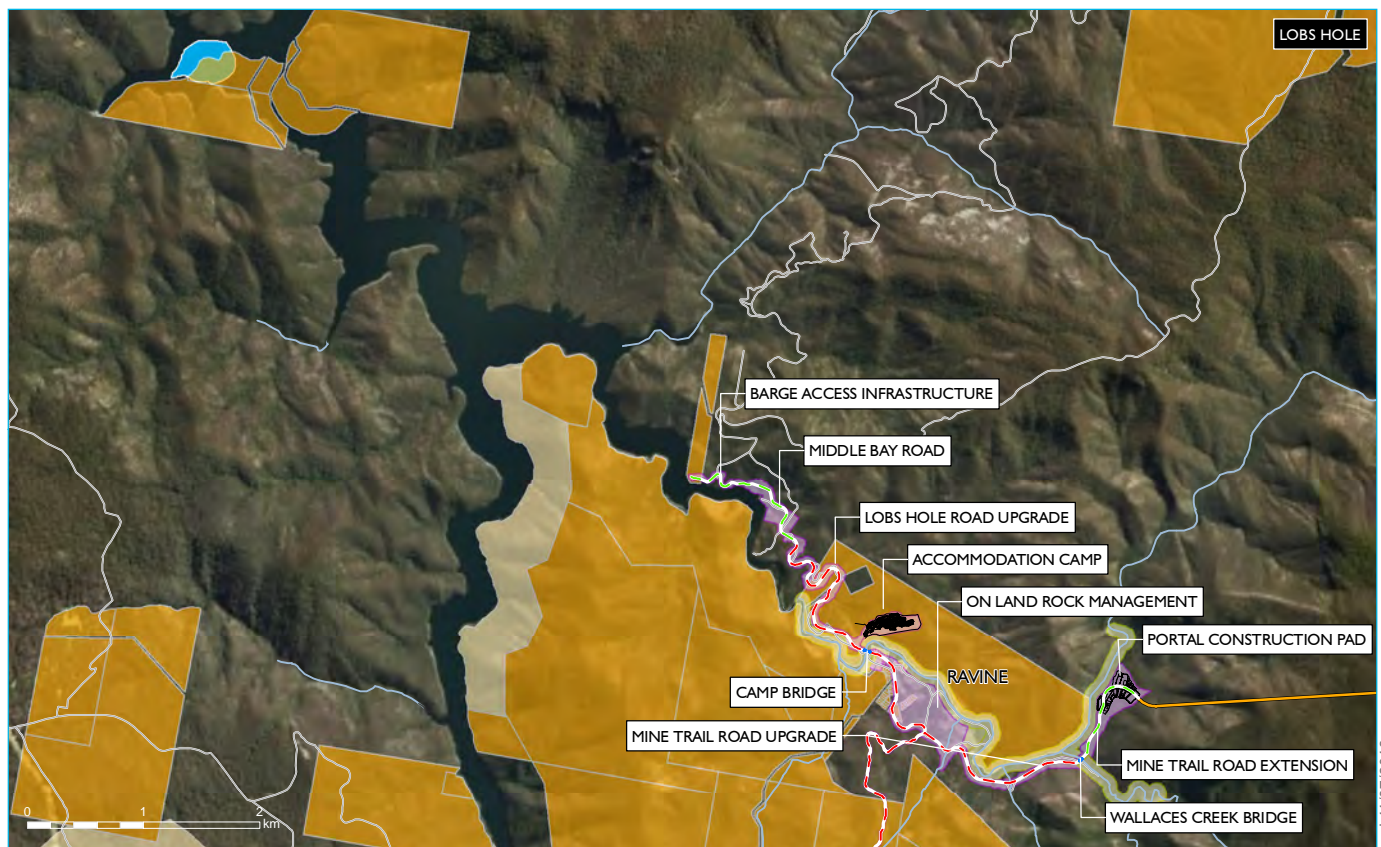 LOBS HOLE
BARGE ACCESS INFRASTRUCTURE
MIDDLE BAY ROAD
LOBS HOLE ROAD UPGRADE
ACCOMMODATION CAMP
ON LAND ROCK MANAGEMENT
PORTAL CONSTRUCTION PAD
RAVINE
CAMP BRIDGE
MINE TRAIL ROAD UPGRADE
MINE TRAIL ROAD EXTENSION
WALLACES CREEK BRIDGE
0 1 2
km